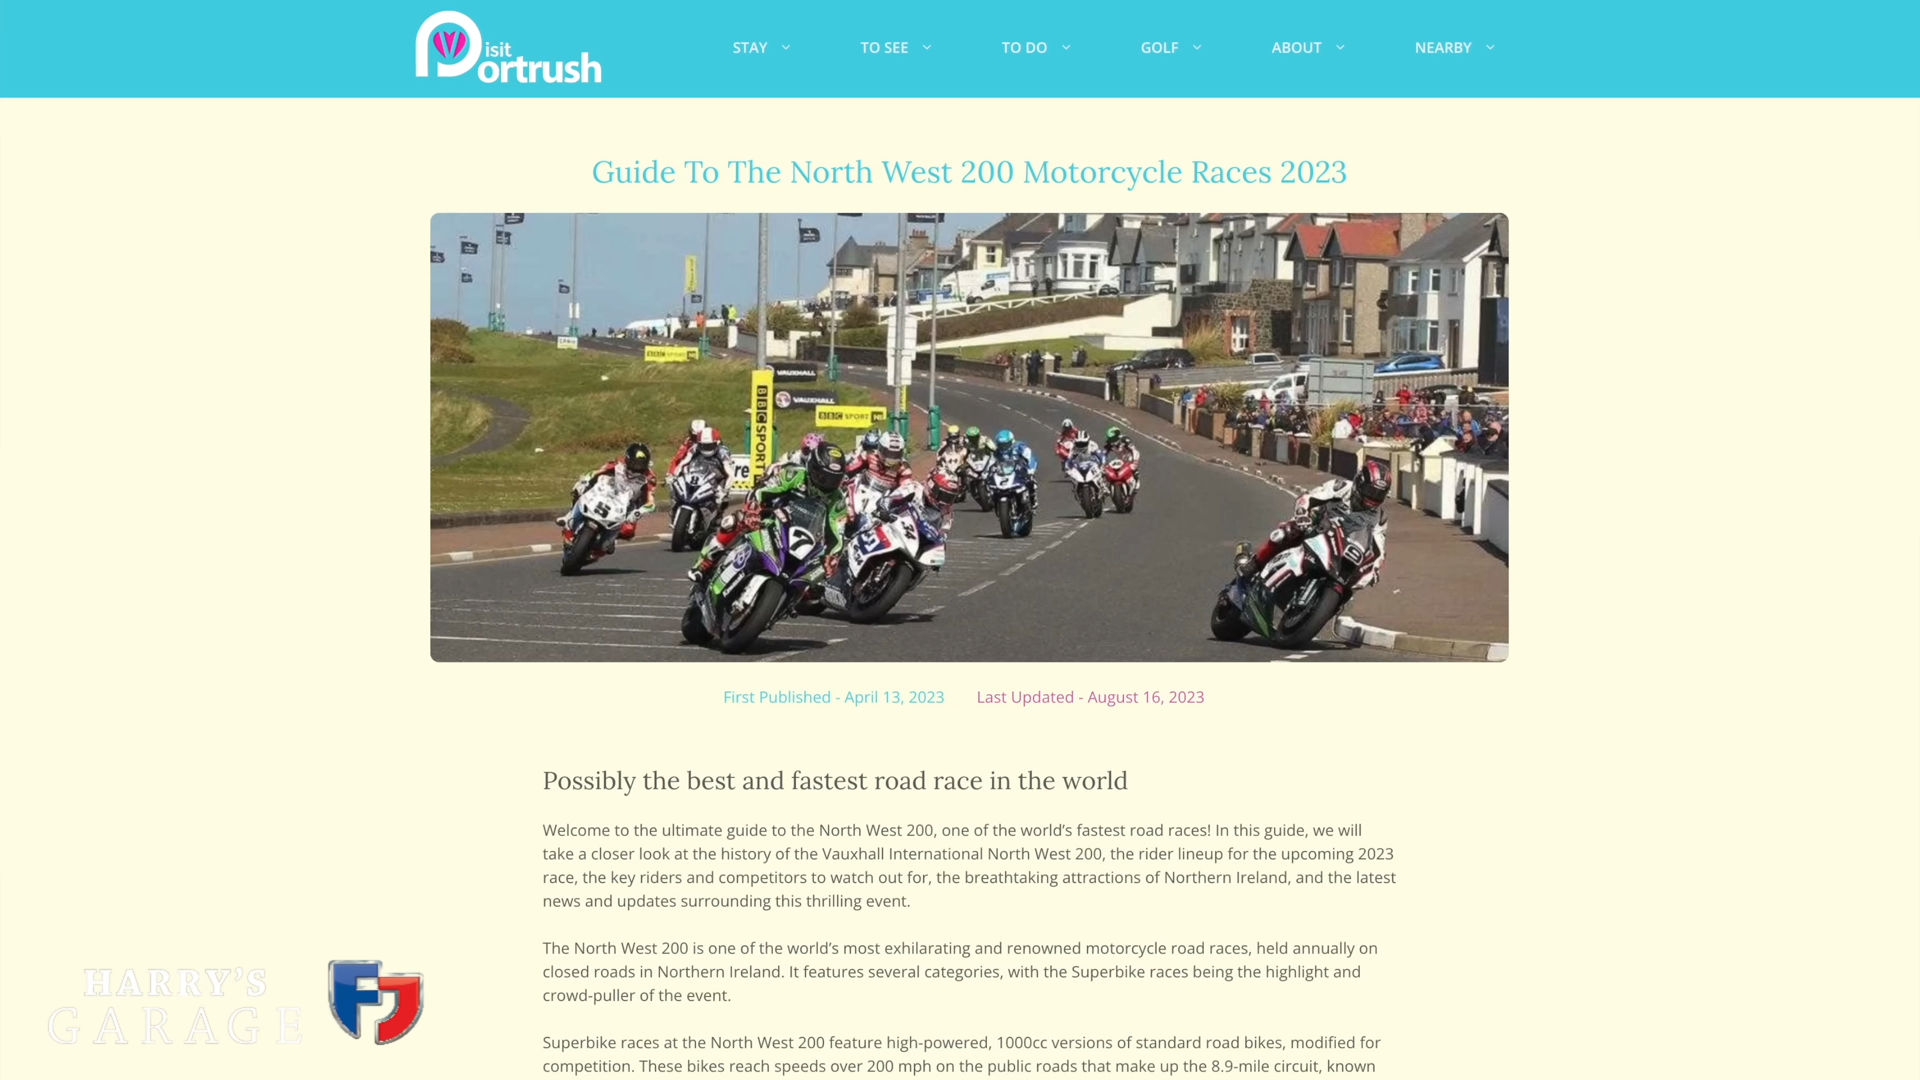 Visit Portrush
STAY
TO SEE
TO DO
GOLF
ABOUT
NEARBY
Guide To The North West 200 Motorcycle Races 2023
VAUXHALL
VAUXHALL
BBC SPORT NI
BBC SPORT
7
First Published - April 13, 2023
Last Updated - August 16, 2023
Possibly the best and fastest road race in the world
Welcome to the ultimate guide to the North West 200, one of the world’s fastest road races! In this guide, we will
take a closer look at the history of the Vauxhall International North West 200, the rider lineup for the upcoming 2023
race, the key riders and competitors to watch out for, the breathtaking attractions of Northern Ireland, and the latest
news and updates surrounding this thrilling event.
The North West 200 is one of the world’s most exhilarating and renowned motorcycle road races, held annually on
closed roads in Northern Ireland. It features several categories, with the Superbike races being the highlight and
crowd-puller of the event.
Superbike races at the North West 200 feature high-powered, 1000cc versions of standard road bikes, modified for
competition. These bikes reach speeds over 200 mph on the public roads that make up the 8.9-mile circuit, known
HARRY'S
GARAGE